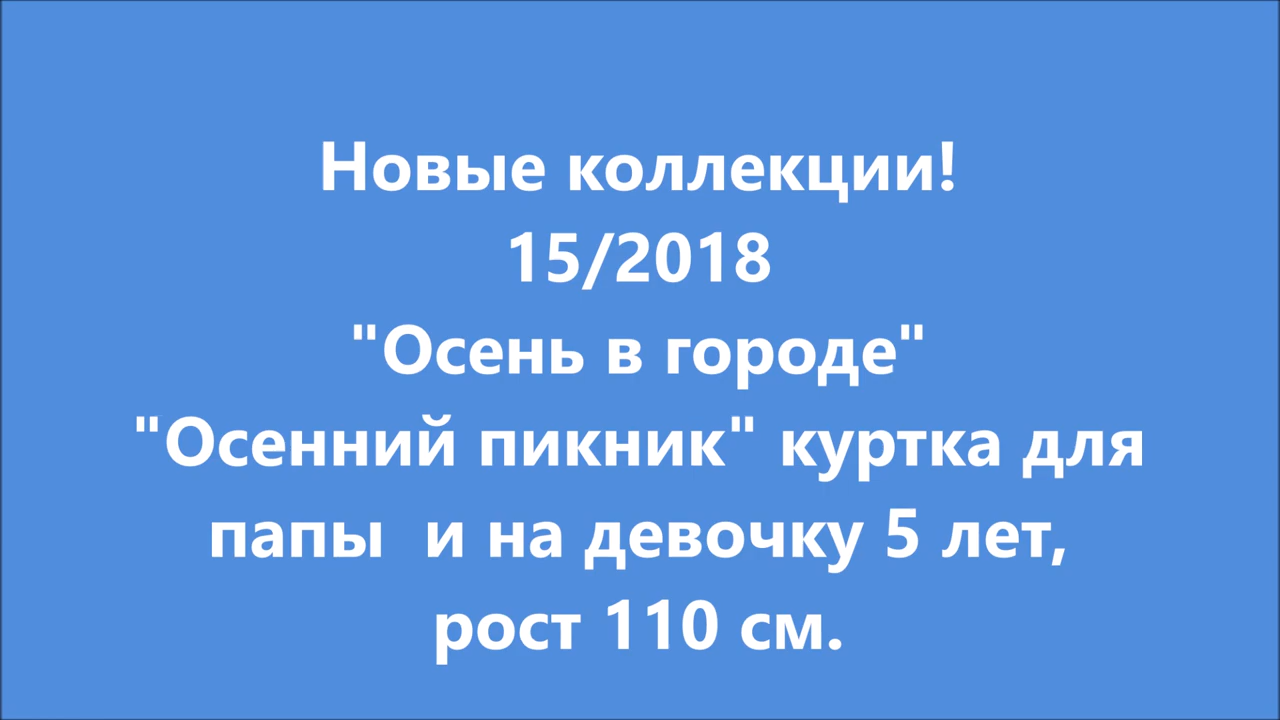 Новые коллекции!
15/2018
"Осень в городе"
"Осенний пикник" куртка для
папы  и на девочку 5 лет,
рост 110 см.